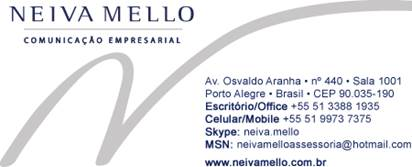 NEIVA MELLO
COMUNICAÇÃO EMPRESARIAL
Av. Osvaldo Aranha • nº 440 • Sala 1001
Porto Alegre • Brasil • CEP 90.035-190
Escritório/Office +55 51 3388 1935
Celular/Mobile +55 51 9973 7375
Skype: neiva.mello
MSN: neivamelloassessoria@hotmail.com
www.neivamello.com.br